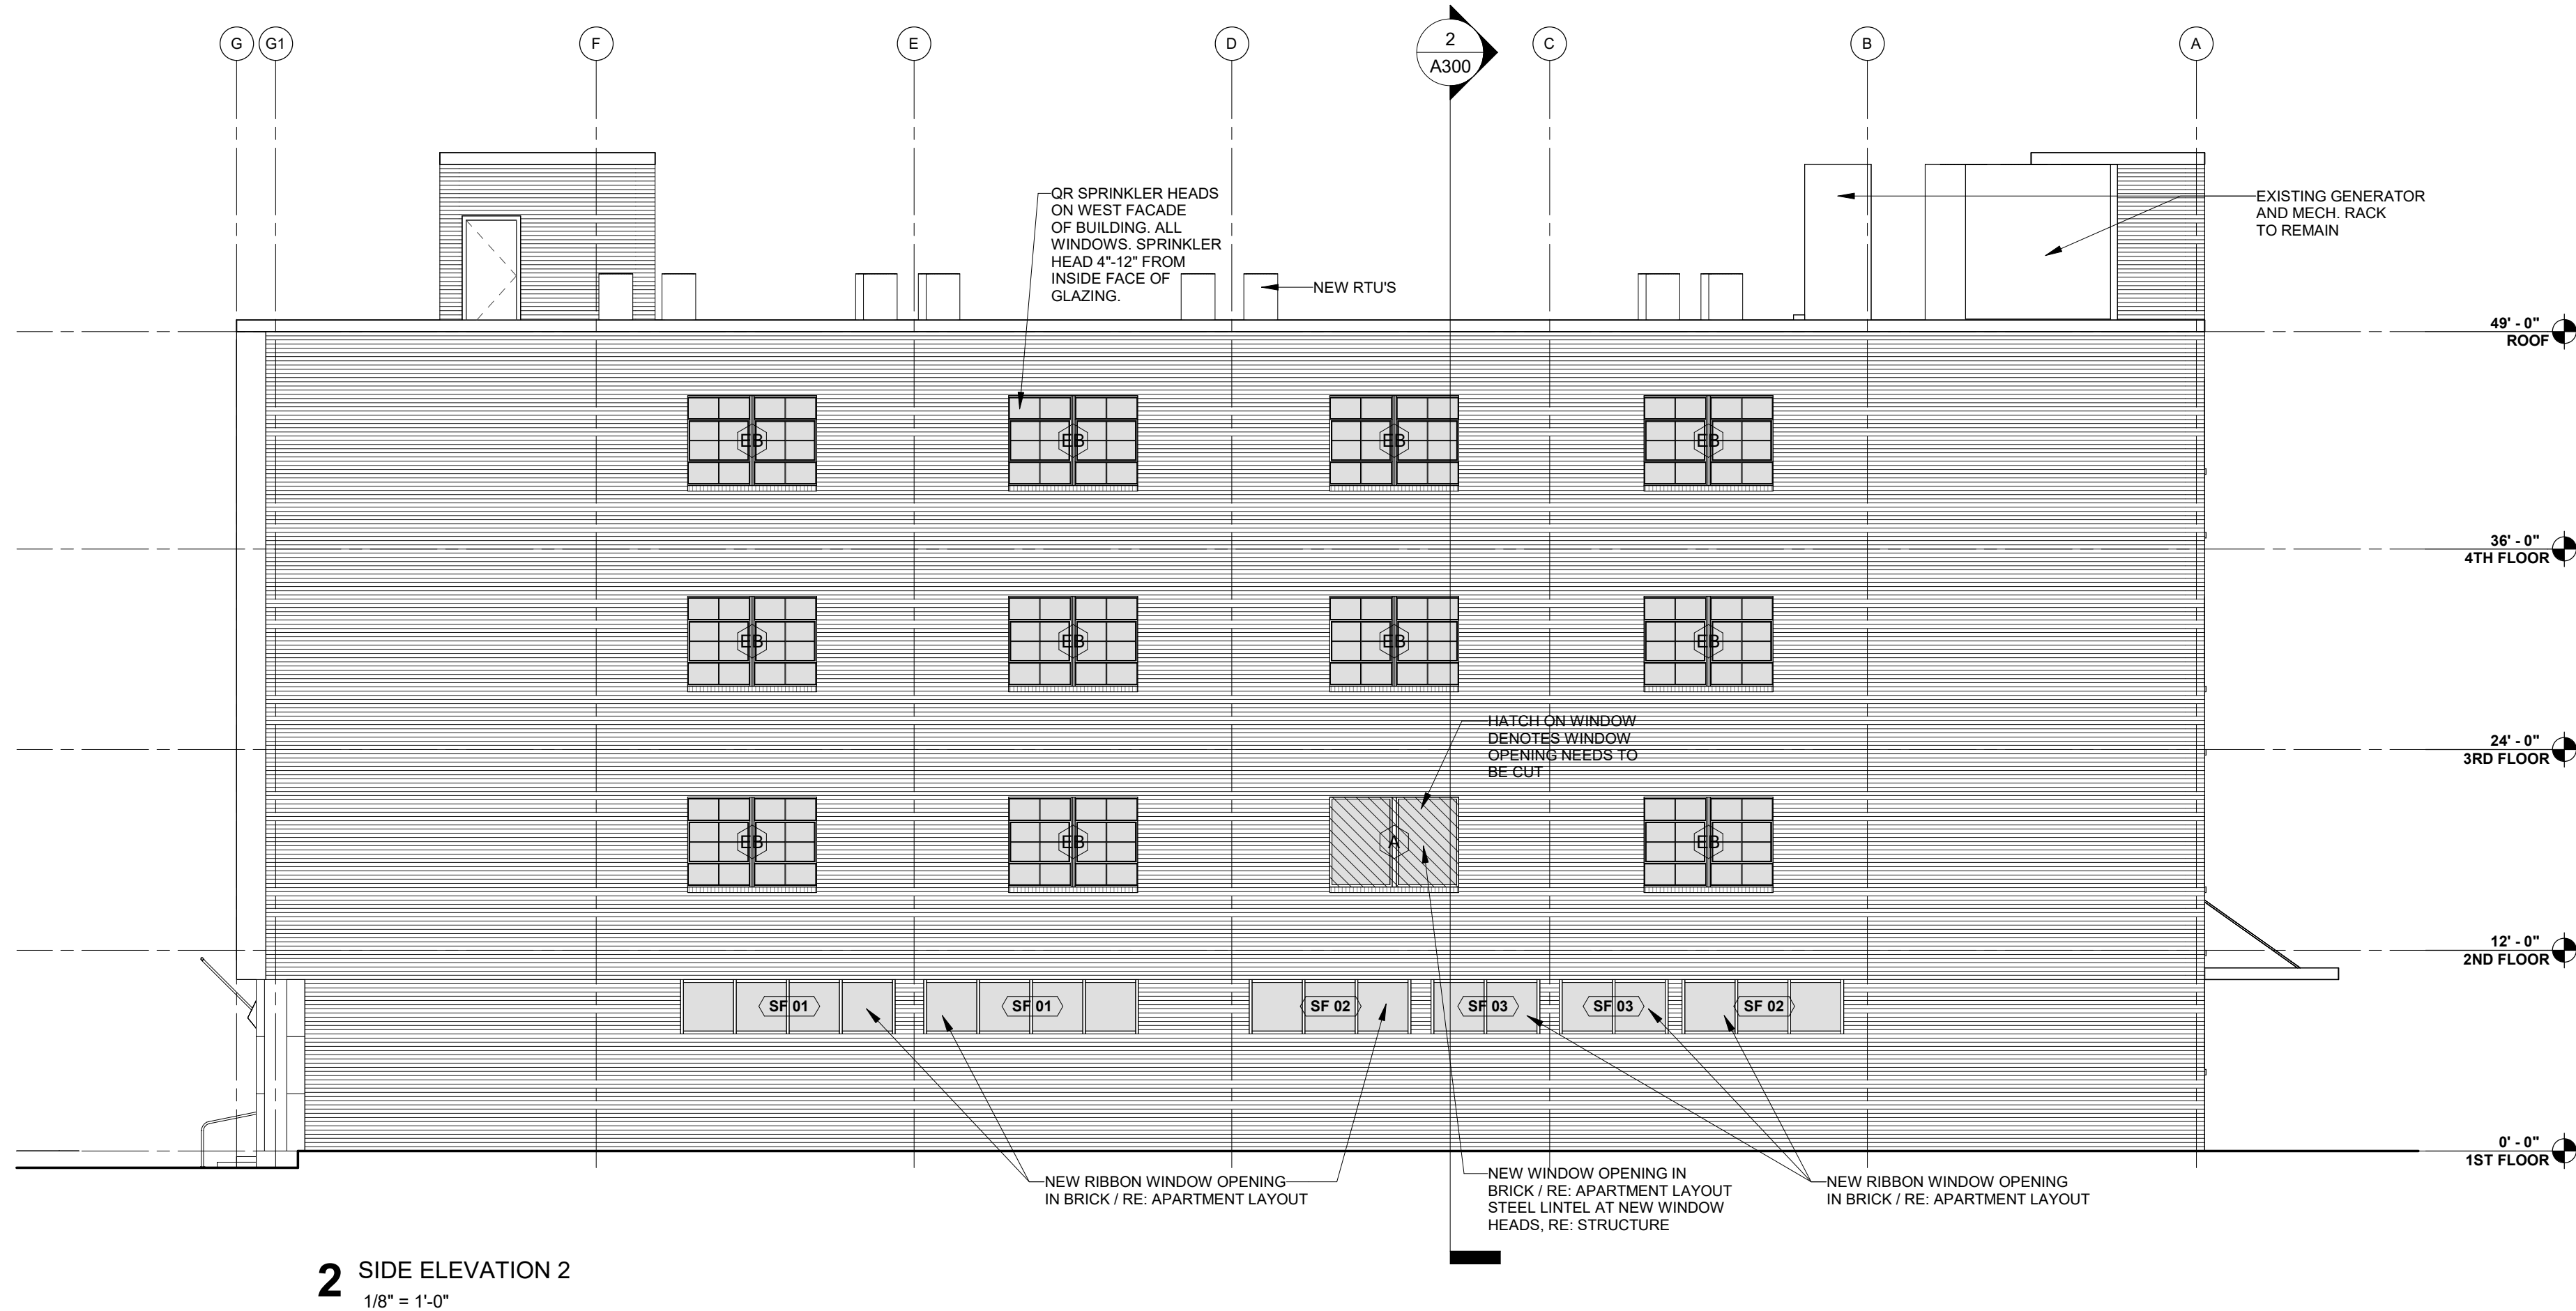 G
G1
F
E
D
2
A300
C
B
A
QR SPRINKLER HEADS
ON WEST FACADE
OF BUILDING. ALL
WINDOWS. SPRINKLER
HEAD 4"-12" FROM
INSIDE FACE OF
GLAZING.
NEW RTU'S
EXISTING GENERATOR
AND MECH. RACK
TO REMAIN
49' - 0"
ROOF
EB
EB
EB
EB
36' - 0"
4TH FLOOR
EB
EB
EB
EB
HATCH ON WINDOW
DENOTES WINDOW
OPENING NEEDS TO
BE CUT
24' - 0"
3RD FLOOR
EB
EB
A
EB
12' - 0"
2ND FLOOR
SF 01
SF 01
SF 02
SF 03
SF 03
SF 02
0' - 0"
1ST FLOOR
NEW RIBBON WINDOW OPENING
IN BRICK / RE: APARTMENT LAYOUT
NEW WINDOW OPENING IN
BRICK / RE: APARTMENT LAYOUT
STEEL LINTEL AT NEW WINDOW
HEADS, RE: STRUCTURE
NEW RIBBON WINDOW OPENING
IN BRICK / RE: APARTMENT LAYOUT
2 SIDE ELEVATION 2
1/8" = 1'-0"